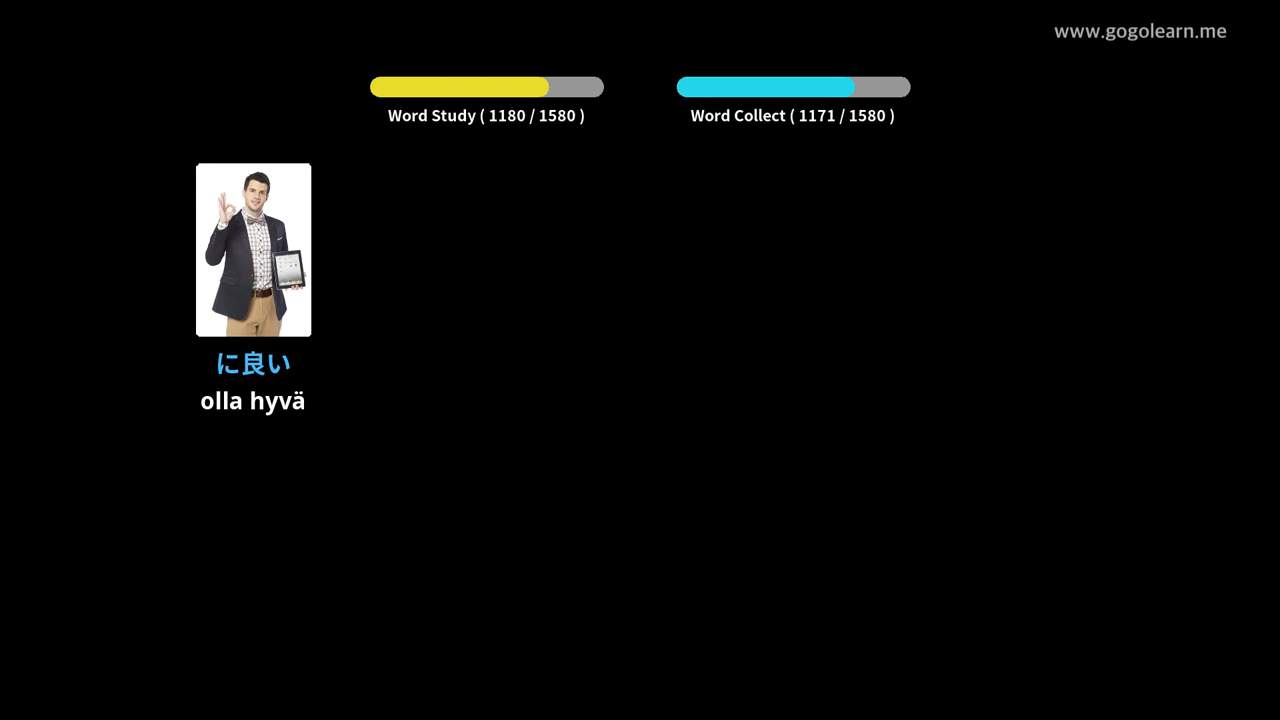 www.gogolearn.me
Word Study ( 1180 / 1580 )
Word Collect ( 1171 / 1580 )
に良い
olla hyvä